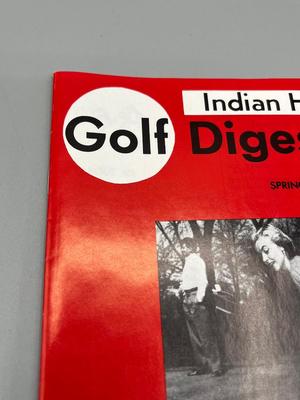 Indian H
Golf Diges
SPRING